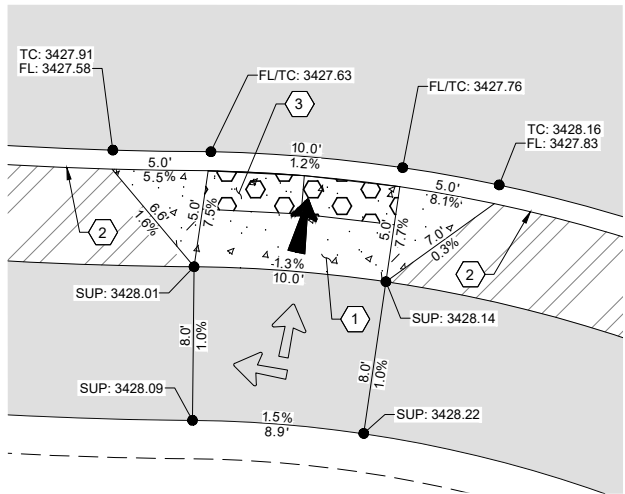 TC: 3427.91
FL: 3427.58
FL/TC: 3427.63
FL/TC: 3427.76
TC: 3428.16
FL: 3427.83
3
10.0'
1.2%
5.0'
5.5%
5.0'
8.1%
6.6'
1.6%
5.0'
7.5%
5.0'
7.7%
7.0'
0.3%
2
2
1.3%
10.0'
SUP: 3428.01
1
SUP: 3428.14
8.0'
1.0%
8.0'
1.0%
SUP: 3428.09
1.5%
8.9'
SUP: 3428.22